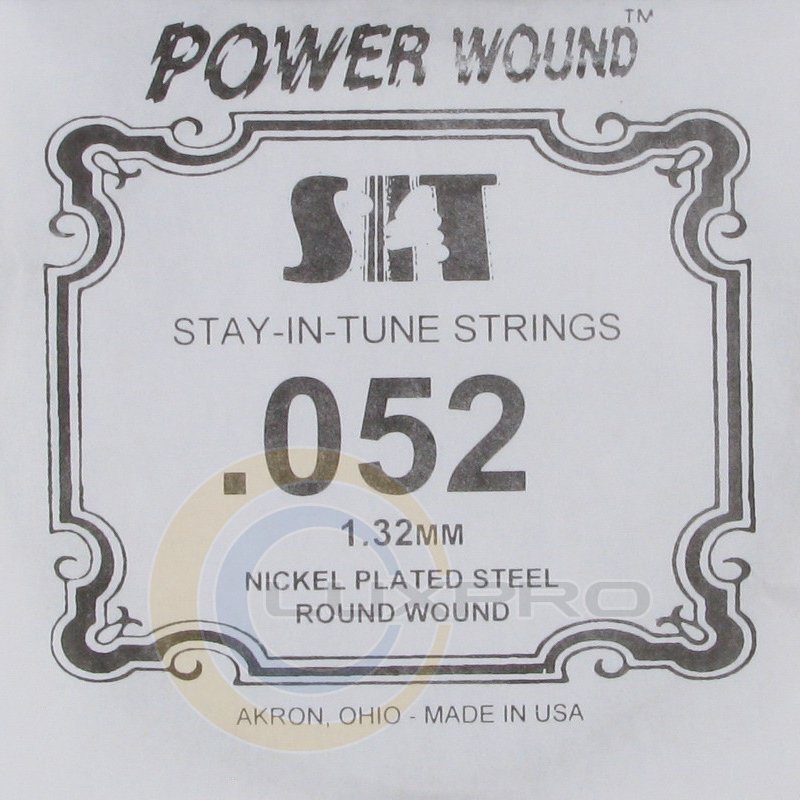 POWER WOUND™
SIT
STAY-IN-TUNE STRINGS
.052
1.32MM
NICKEL PLATED STEEL
LUXPRO
ROUND WOUND
AKRON, OHIO - MADE IN USA